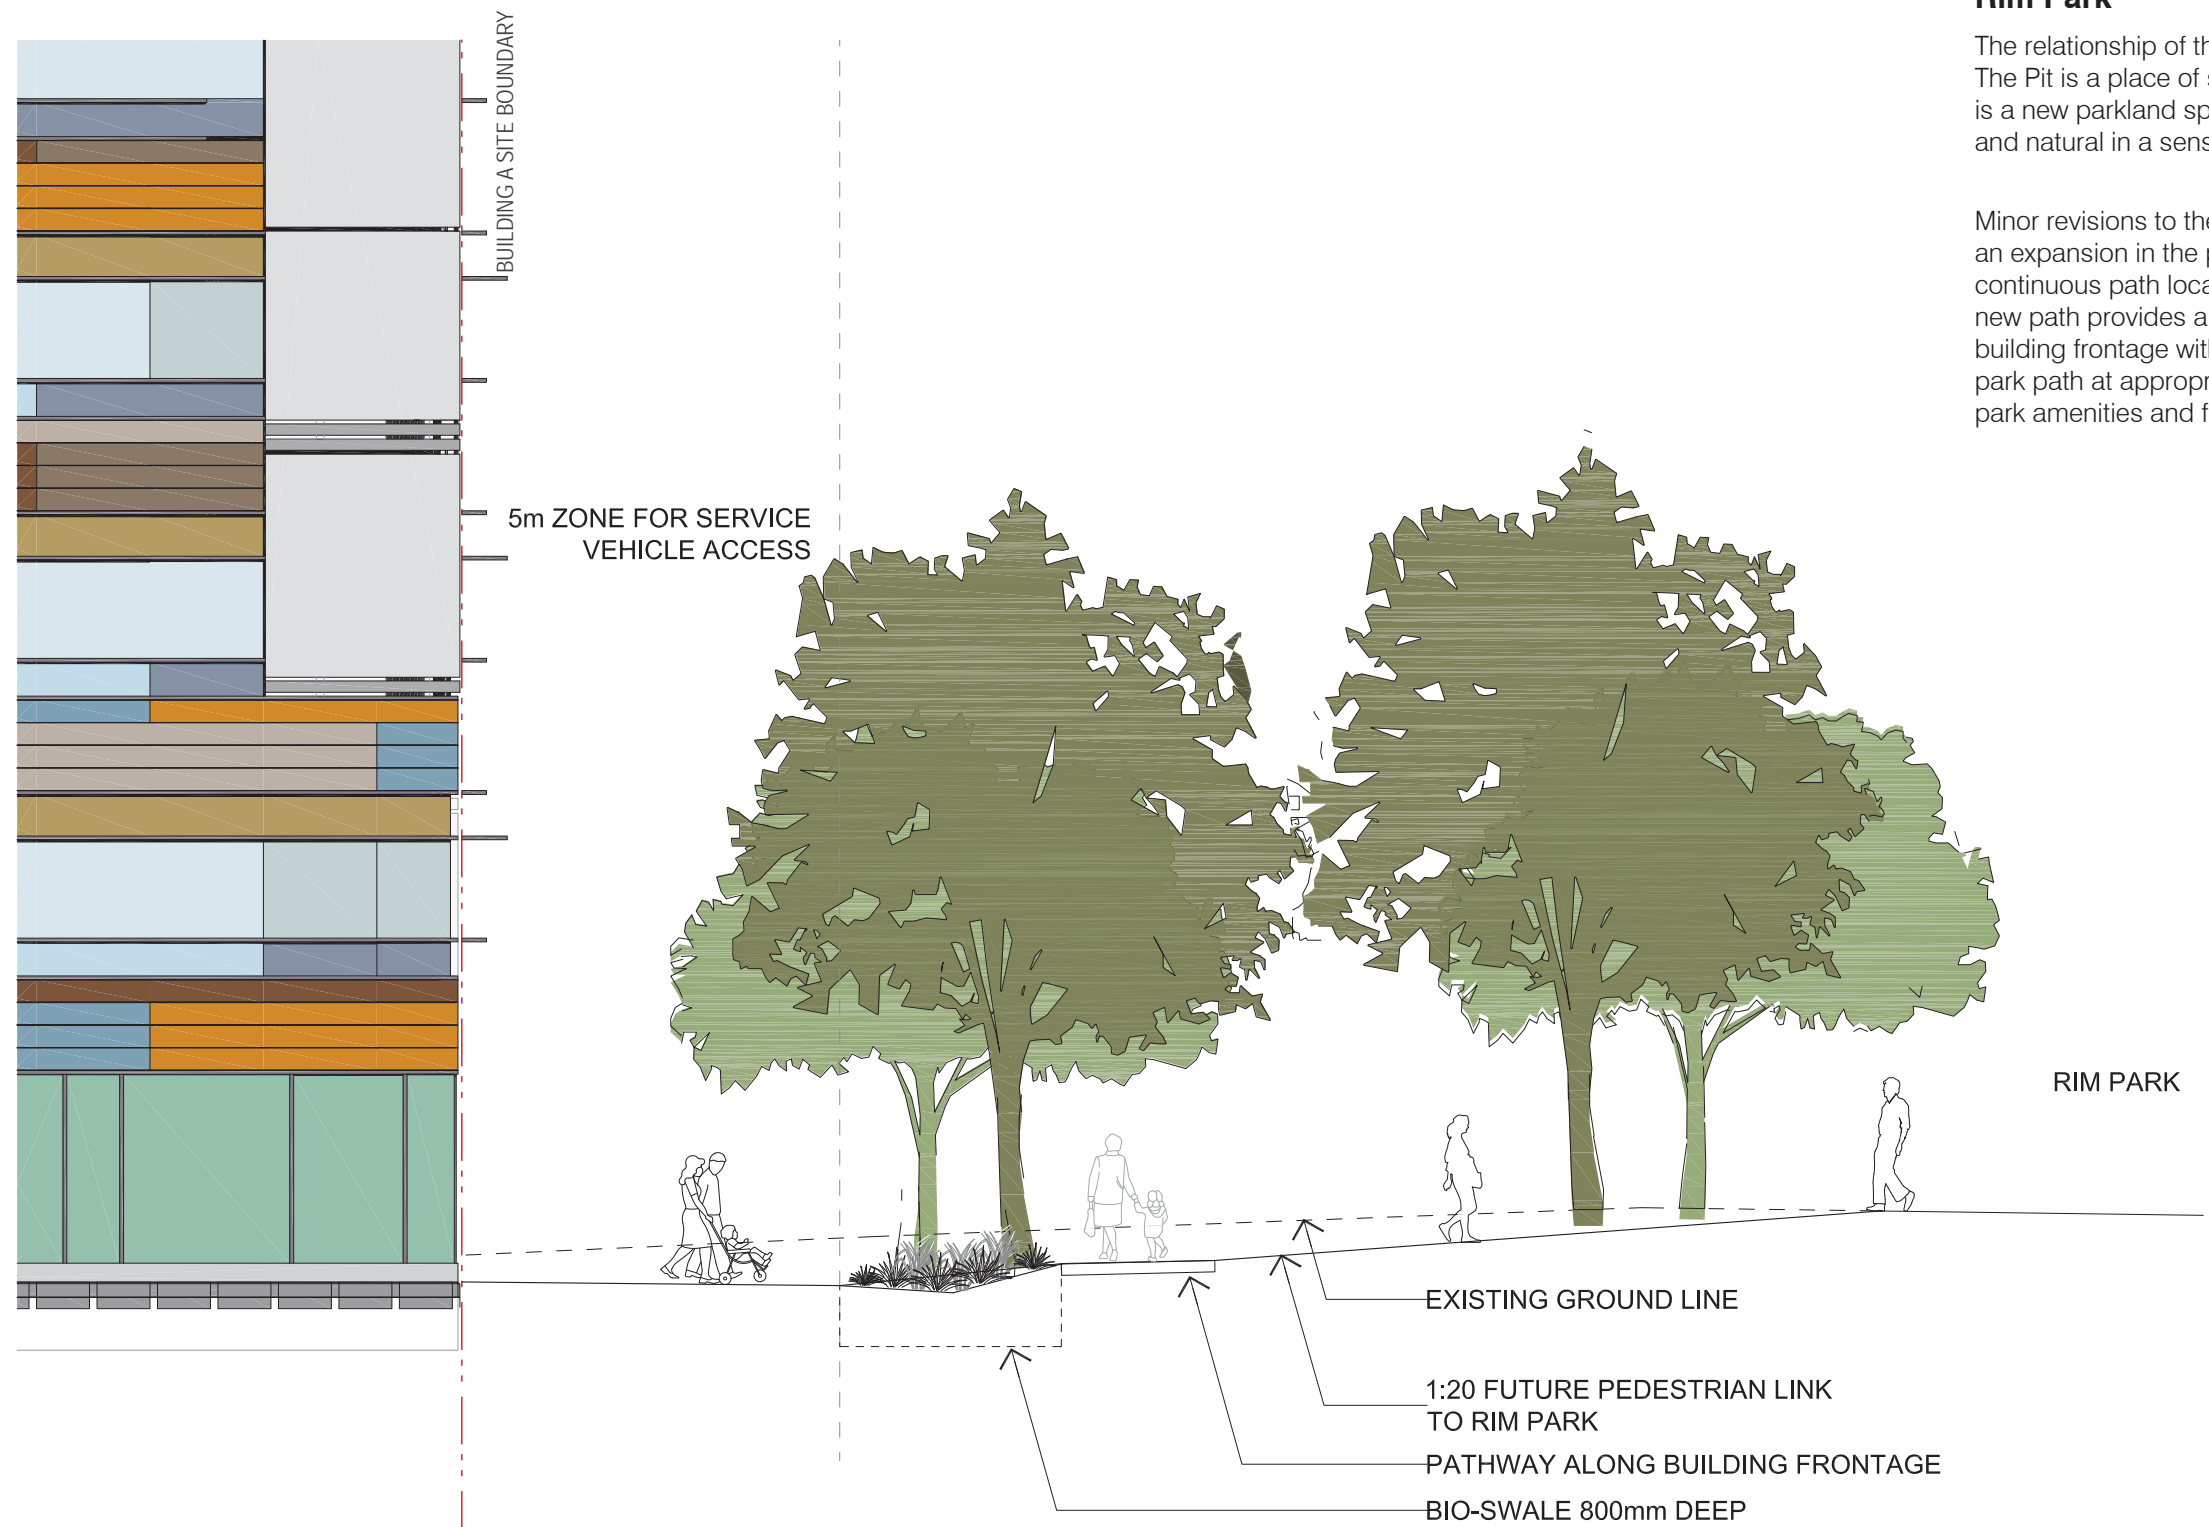 Rim Park
The relationship of th
The Pit is a place of s
is a new parkland sp
and natural in a sens
Minor revisions to the
an expansion in the p
continuous path loca
new path provides a
building frontage with
park path at appropr
park amenities and f
BUILDING A SITE BOUNDARY
5m ZONE FOR SERVICE
VEHICLE ACCESS
RIM PARK
EXISTING GROUND LINE
1:20 FUTURE PEDESTRIAN LINK
TO RIM PARK
PATHWAY ALONG BUILDING FRONTAGE
BIO-SWALE 800mm DEEP